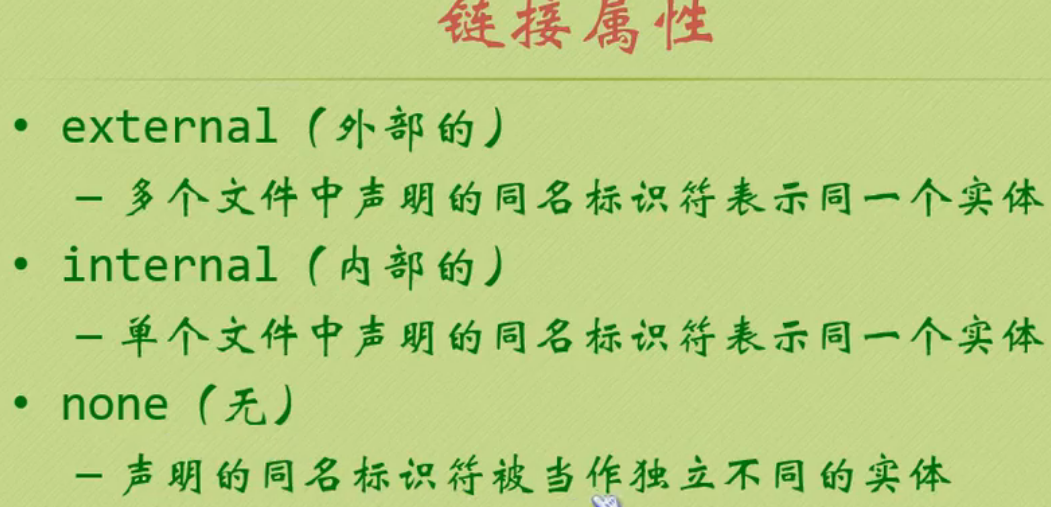 链接属性
• external（外部的）
– 多个文件中声明的同名标识符表示同一个实体
• internal（内部的）
– 单个文件中声明的同名标识符表示同一个实体
• none（无）
– 声明的同名标识符被当作独立不同的实体